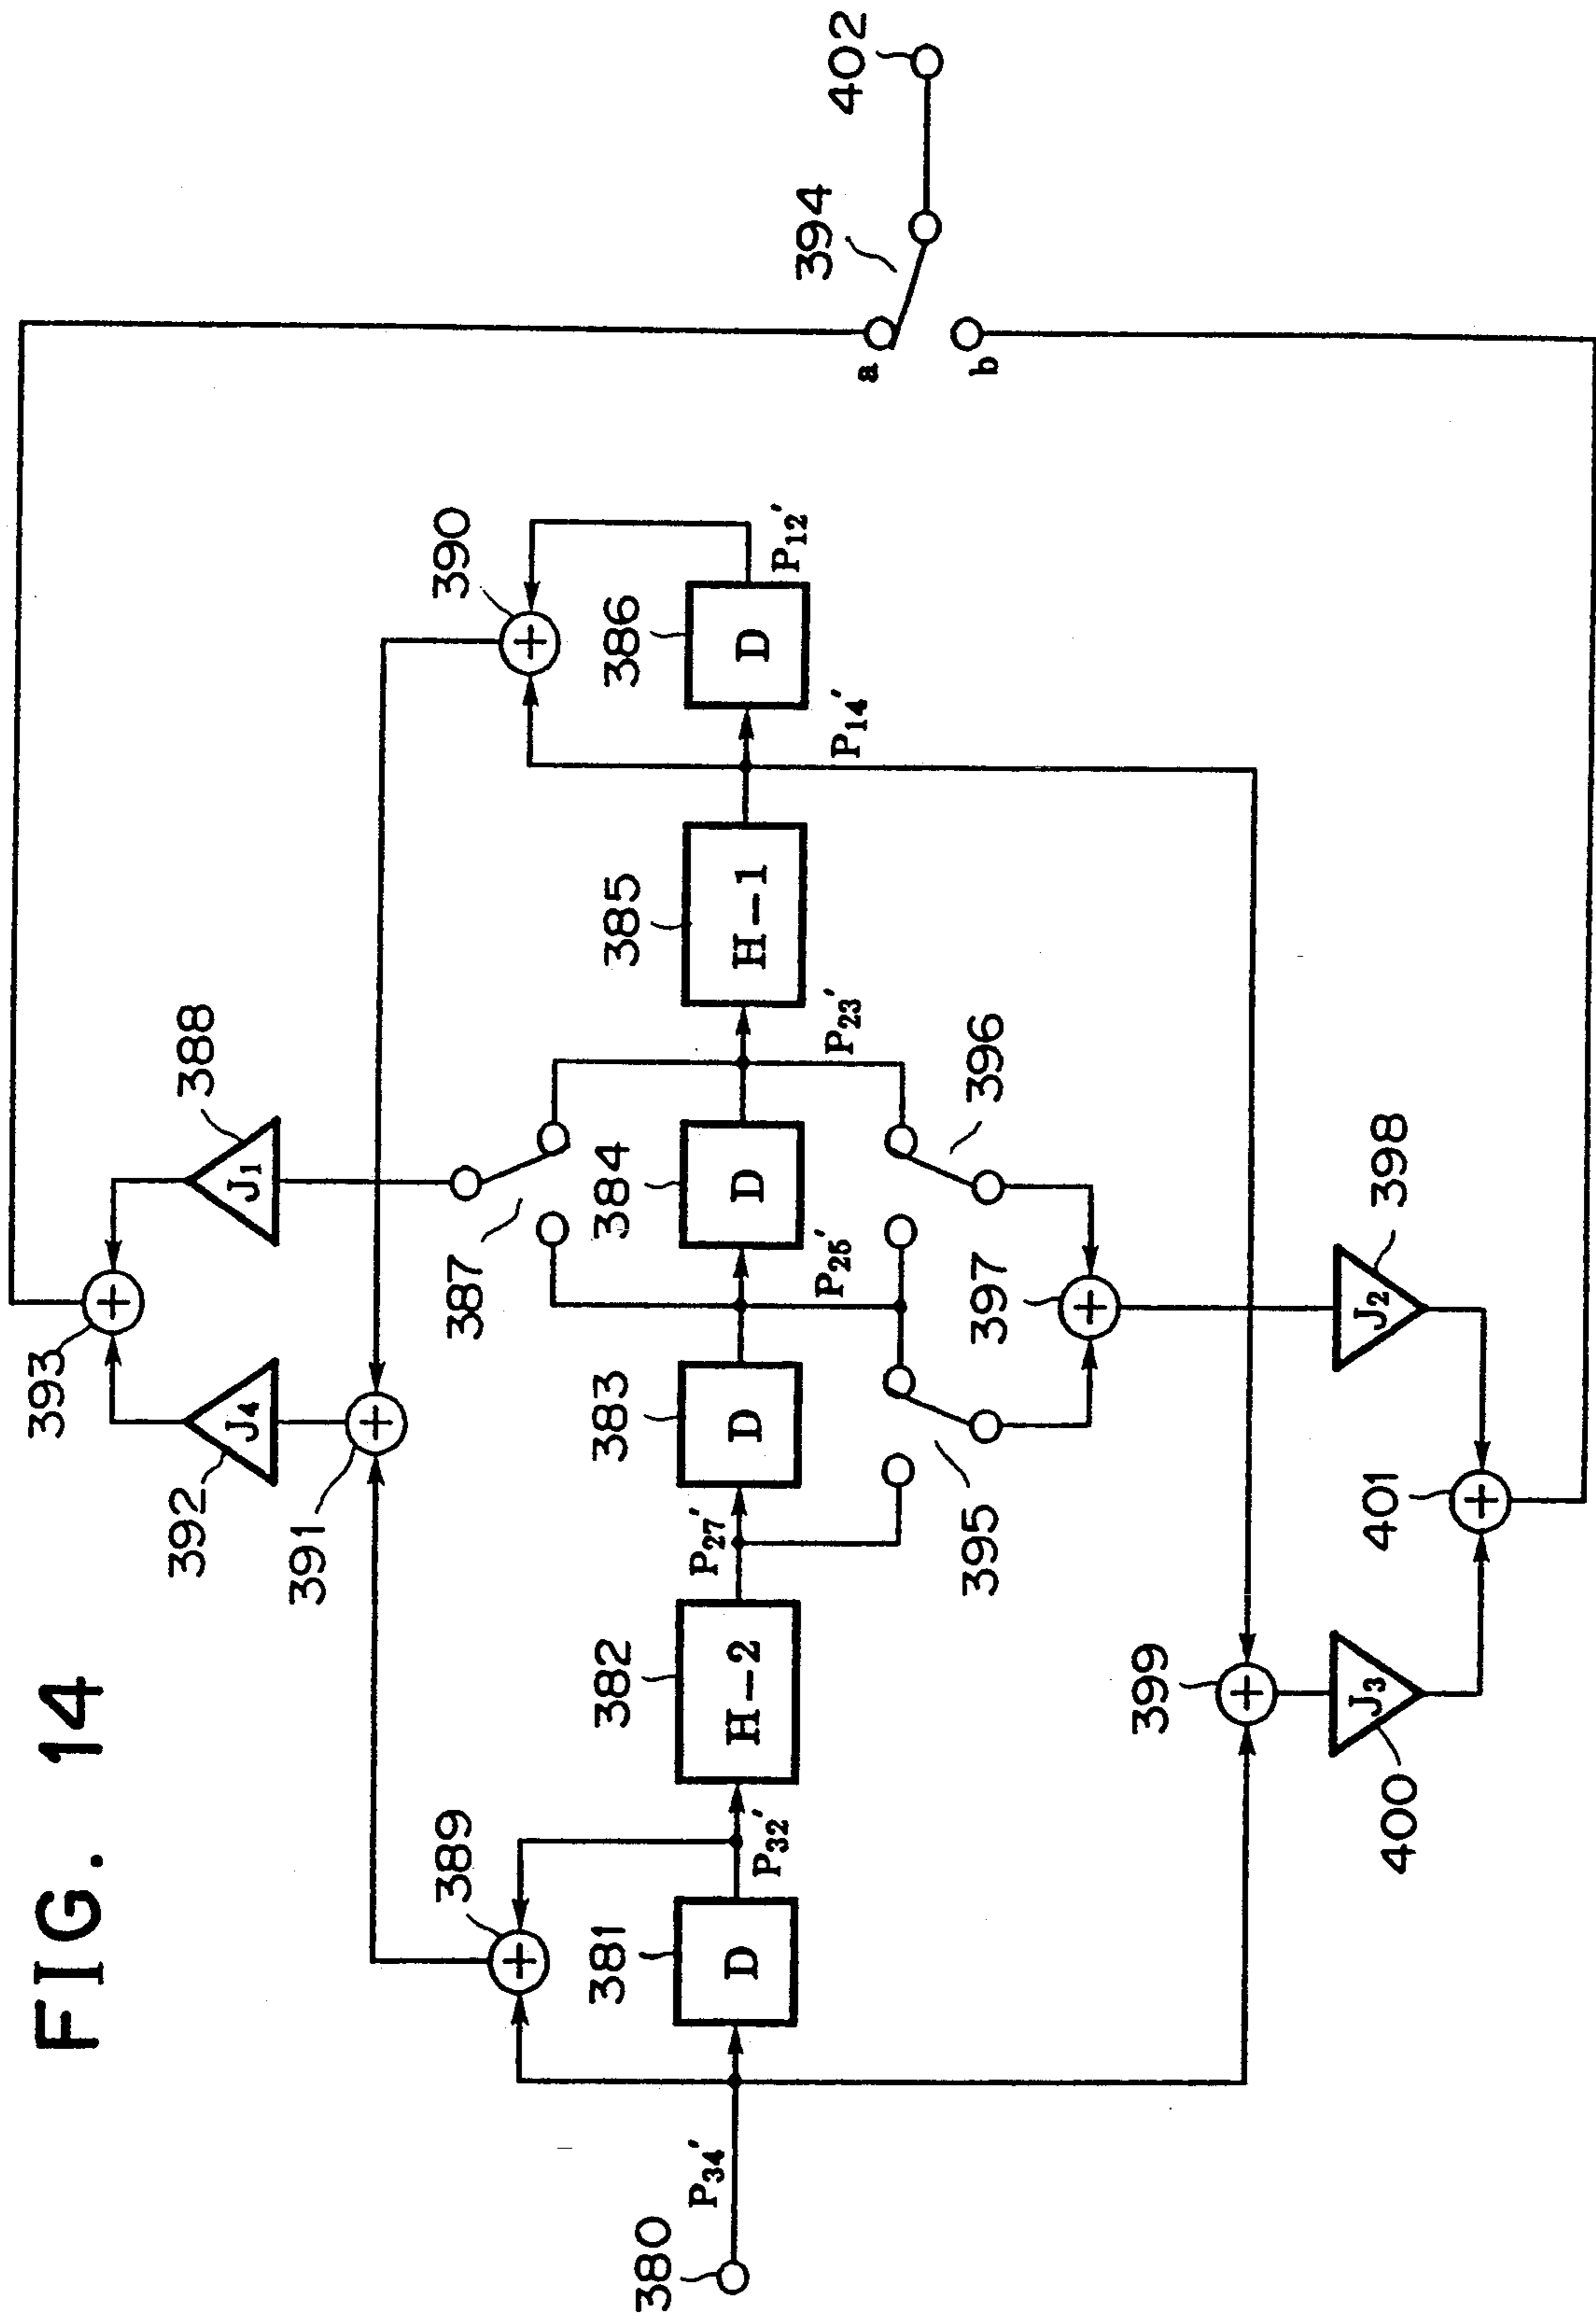 FIG. 14
393
388
392
J4
J1
391
387
389
390
381
382
383
384
385
386
380
P34'
D
P32'
H-2
P27'
D
P25'
D
P23'
H-1
P14'
D
P12'
395
396
397
399
398
400
J3
J2
401
394
402
a
b